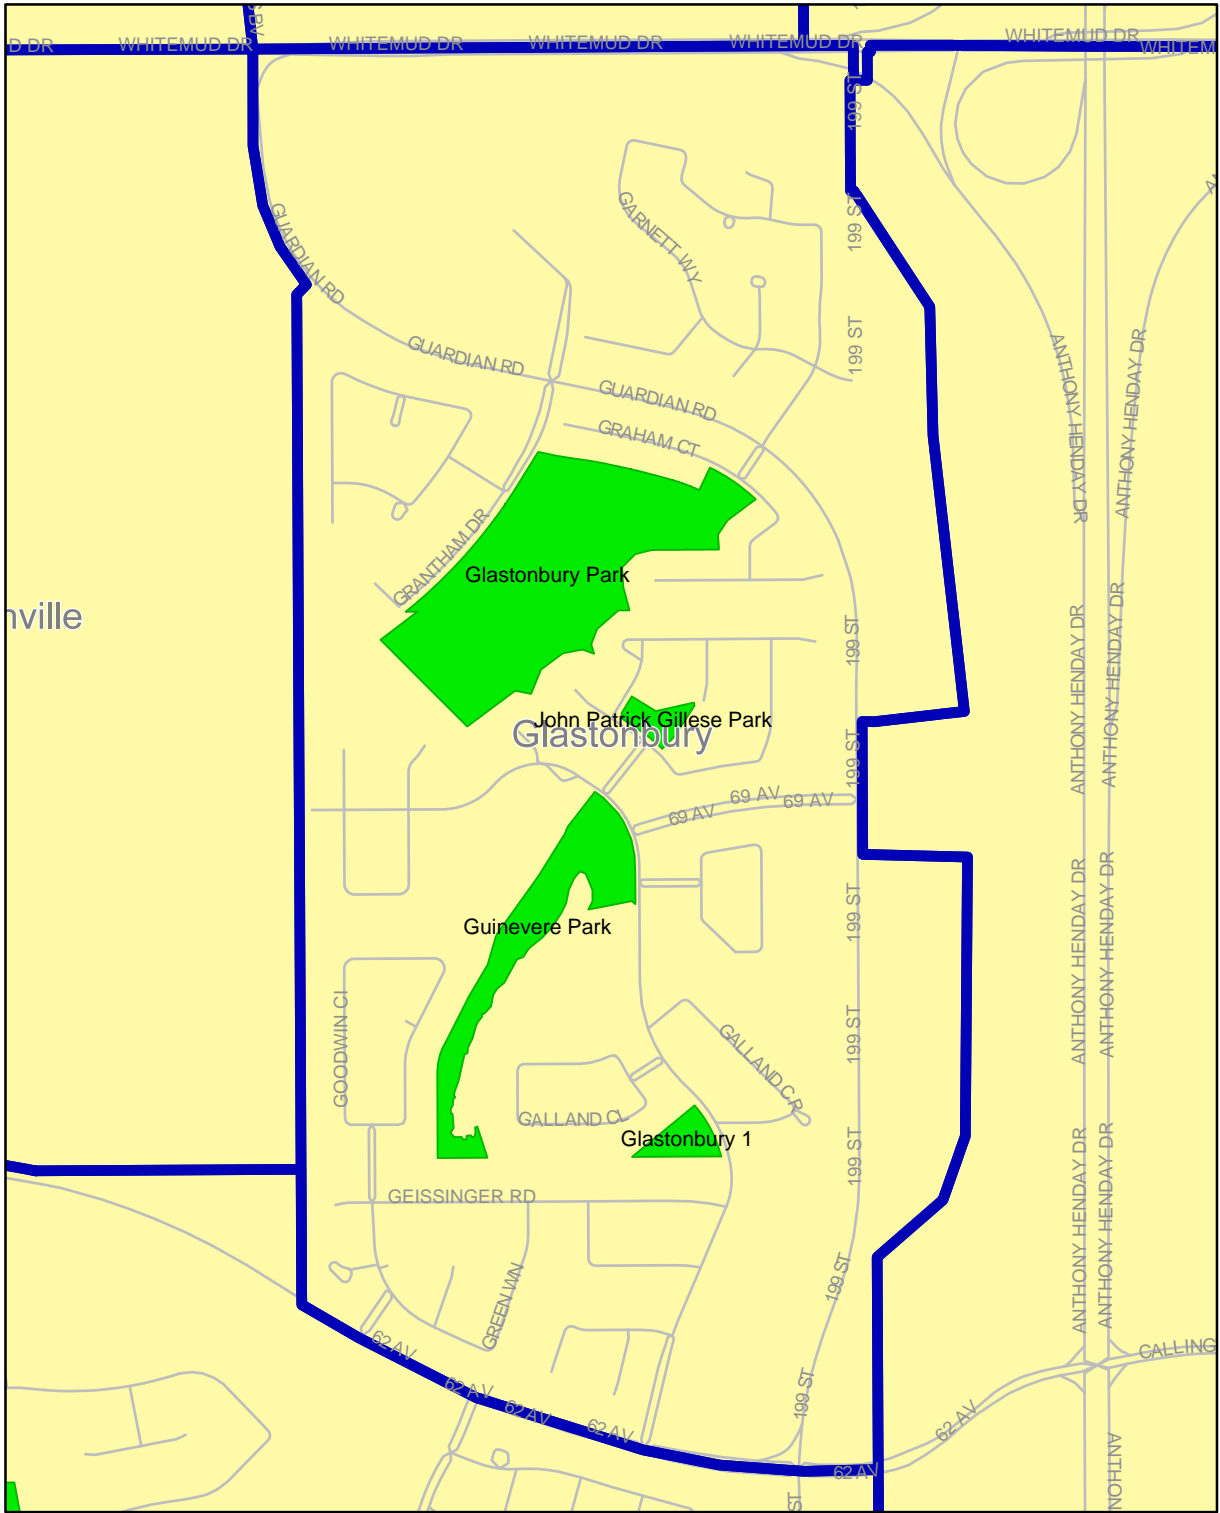 S BV
D DR
WHITEMUD DR
WHITEMUD DR
WHITEMUD DR
WHITEMUD DR
WHITEMUD DR
WHITEM
199 ST
199 ST
199 ST
GARNETT WY
GUARDIAN RD
GUARDIAN RD
GUARDIAN RD
GRAHAM CT
ANTHONY HENDAY DR
ANTHONY HENDAY DR
GRANTHAM DR
Glastonbury Park
nville
199 ST
ANTHONY HENDAY DR
ANTHONY HENDAY DR
John Patrick Gillese Park
Glastonbury
199 ST
69 AV
69 AV
69 AV
Guinevere Park
199 ST
ANTHONY HENDAY DR
ANTHONY HENDAY DR
GOODWIN CI
199 ST
GALLAND CR
GALLAND CL
Glastonbury 1
199 ST
ANTHONY HENDAY DR
ANTHONY HENDAY DR
GEISSINGER RD
GREEN WN
199 ST
62 AV
62 AV
62 AV
62 AV
199 ST
62 AV
62 AV
CALLING
ANTHON
ST